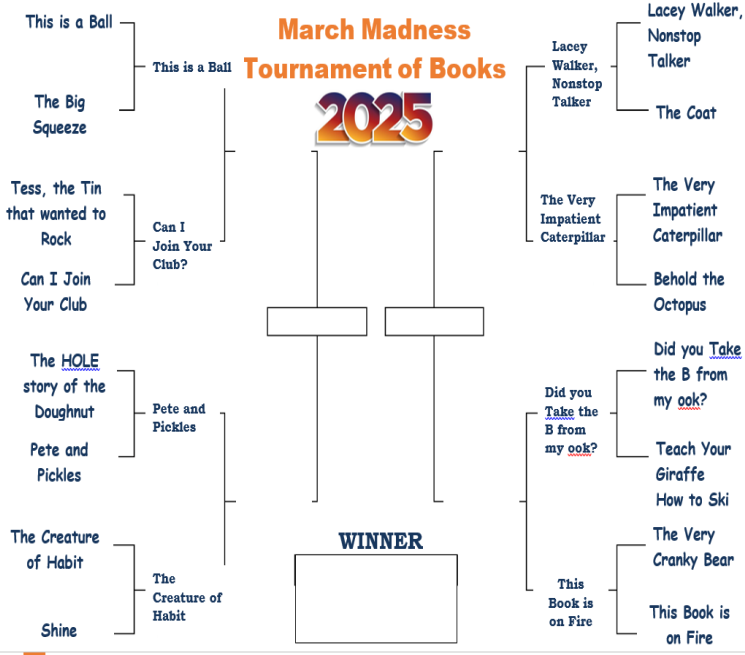 March Madness
Tournament of Books
2025
This is a Ball
The Big
Squeeze
Tess, the Tin
that wanted to
Rock
Can I Join
Your Club
The HOLE
story of the
Doughnut
Pete and
Pickles
The Creature
of Habit
Shine
This is a Ball
Can I
Join Your
Club?
Pete and
Pickles
The
Creature of
Habit
WINNER
Lacey
Walker,
Nonstop
Talker
The Very
Impatient
Caterpillar
Did you
Take the
B from
my ook?
This
Book is
on Fire
Lacey Walker,
Nonstop
Talker
The Coat
The Very
Impatient
Caterpillar
Behold the
Octopus
Did you Take
the B from
my ook?
Teach Your
Giraffe
How to Ski
The Very
Cranky Bear
This Book is
on Fire